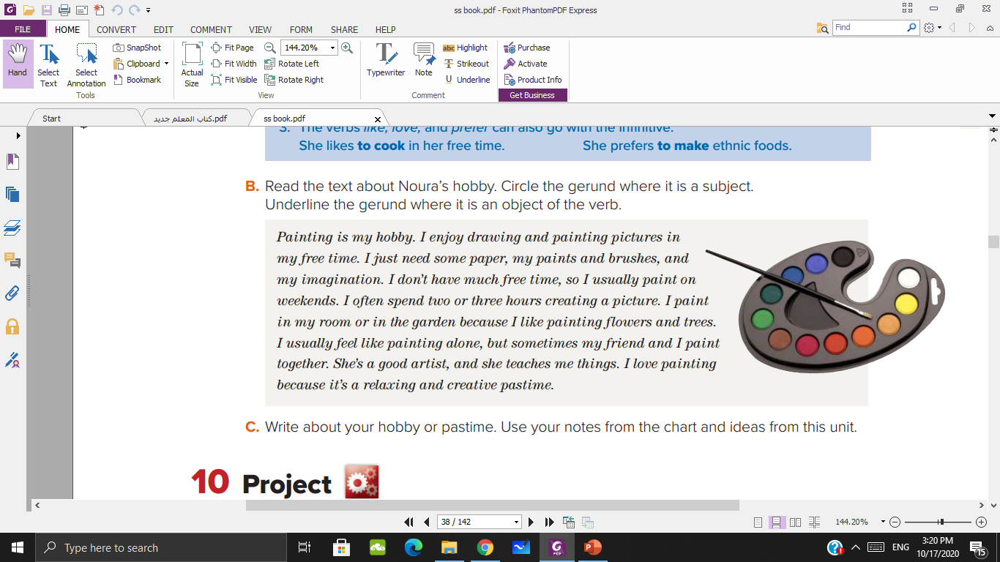 ss book.pdf - Foxit PhantomPDF Express
FILE
HOME
CONVERT
EDIT
COMMENT
VIEW
FORM
SHARE
HELP
Find
Hand
Select Text
Select Annotation
SnapShot
Clipboard
Bookmark
Tools
Actual Size
Fit Page
Fit Width
Fit Visible
144.20%
Rotate Left
Rotate Right
View
Typewriter
Note
abc Highlight
T Strikeout
U Underline
Comment
Purchase
Activate
Product Info
Get Business
Start
كتاب المعلم جديد.pdf
ss book.pdf
3. The verbs like, love, and prefer can also go with the infinitive.
She likes to cook in her free time. She prefers to make ethnic foods.
B. Read the text about Noura's hobby. Circle the gerund where it is a subject.
Underline the gerund where it is an object of the verb.
Painting is my hobby. I enjoy drawing and painting pictures in
my free time. I just need some paper, my paints and brushes, and
my imagination. I don't have much free time, so I usually paint on
weekends. I often spend two or three hours creating a picture. I paint
in my room or in the garden because I like painting flowers and trees.
I usually feel like painting alone, but sometimes my friend and I paint
together. She's a good artist, and she teaches me things. I love painting
because it's a relaxing and creative pastime.
C. Write about your hobby or pastime. Use your notes from the chart and ideas from this unit.
10 Project
38 / 142
144.20%
Type here to search
ENG
3:20 PM
10/17/2020
15